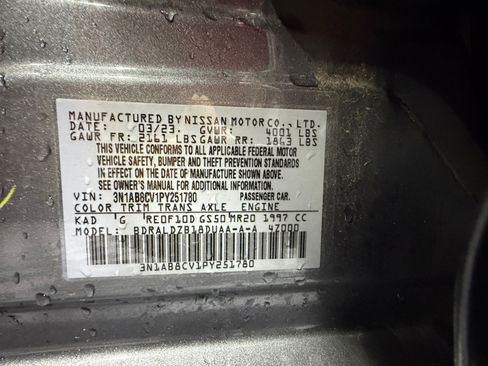 MANUFACTURED BY NISSAN MOTOR CO., LTD.
DATE: 03/23. GVWR: 4001 LBS
GAWR FR: 2161 LBS GAWR RR: 1863 LBS
THIS VEHICLE CONFORMS TO ALL APPLICABLE FEDERAL MOTOR
VEHICLE SAFETY, BUMPER AND THEFT PREVENTION STANDARDS
IN EFFECT ON THE DATE OF MANUFACTURE SHOWN ABOVE.
SEE OWNER'S MANUAL FOR ADDITIONAL INFORMATION.
VIN: 3N1AB8CV1PY251780 PASSENGER CAR.
COLOR TRIM TRANS AXLE ENGINE
KAD G RE0F10D GS50 MR20 1997 CC
MODEL: BDRALDZB18DUAA-A-A 47000
3N1AB8CV1PY251780